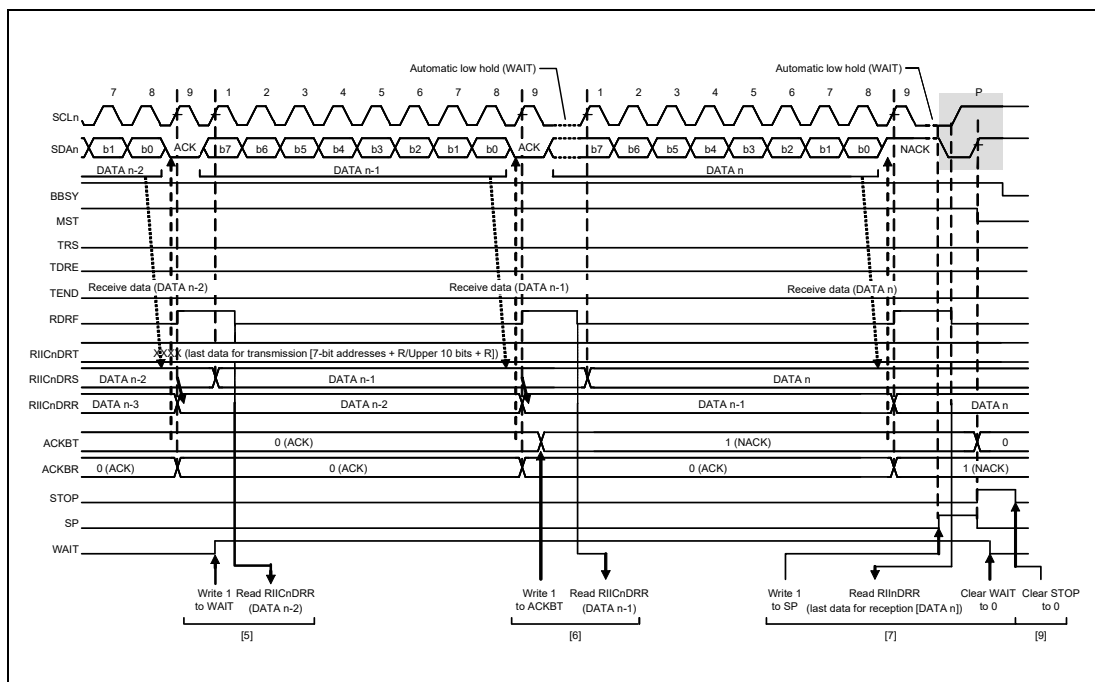 Automatic low hold (WAIT) Automatic low hold (WAIT)
7 8 9 1 2 3 4 5 6 7 8 9 1 2 3 4 5 6 7 8 9 P
SCLn
SDAn b1 b0 ACK b7 b6 b5 b4 b3 b2 b1 b0 ACK b7 b6 b5 b4 b3 b2 b1 b0 NACK
DATA n-2 DATA n-1 DATA n
BBSY
MST
TRS
TDRE
Receive data (DATA n-2) Receive data (DATA n-1) Receive data (DATA n)
TEND
RDRF
RIICnDRT XXXX (last data for transmission [7-bit addresses + R/Upper 10 bits + R])
RIICnDRS DATA n-2 DATA n-1 DATA n
RIICnDRR DATA n-3 DATA n-2 DATA n-1 DATA n
ACKBT 0 (ACK) 1 (NACK) 0
ACKBR 0 (ACK) 0 (ACK) 0 (ACK) 1 (NACK)
STOP
SP
WAIT
Write 1 Read RIICnDRR Write 1 Read RIICnDRR Write 1 Read RIInDRR Clear WAIT Clear STOP
to WAIT (DATA n-2) to ACKBT (DATA n-1) to SP (last data for reception [DATA n]) to 0 to 0
[5] [6] [7] [9]